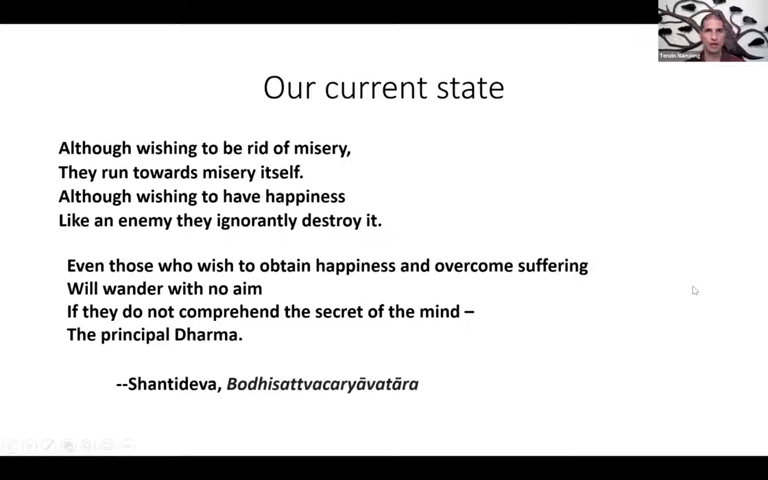 Tenzin Namjong
Our current state
Although wishing to be rid of misery,
They run towards misery itself.
Although wishing to have happiness
Like an enemy they ignorantly destroy it.
Even those who wish to obtain happiness and overcome suffering
Will wander with no aim
If they do not comprehend the secret of the mind –
The principal Dharma.
--Shantideva, Bodhisattvacaryāvatāra